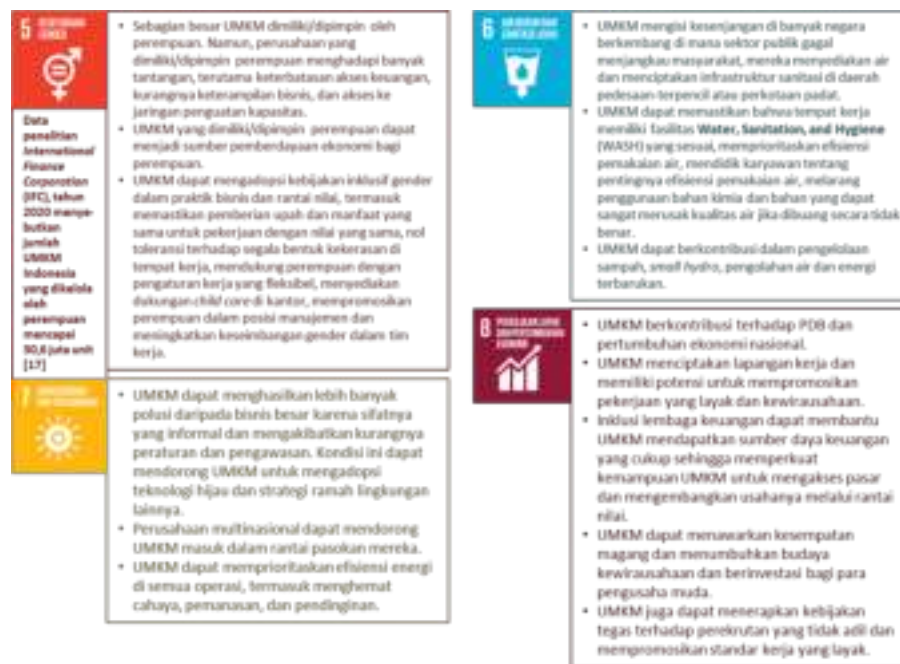 5
Sebagian besar UMKM dimiliki/dipimpin oleh
perempuan. Namun, perusahaan yang
dimiliki/dipimpin perempuan menghadapi banyak
tantangan, terutama keterbatasan akses keuangan,
kurangnya keterampilan bisnis, dan akses ke
jaringan penguatan kapasitas.
UMKM yang dimiliki/dipimpin perempuan dapat
menjadi sumber pemberdayaan ekonomi bagi
perempuan.
UMKM dapat mengadopsi kebijakan inklusif gender
dalam praktik bisnis dan rantai nilai, termasuk
memastikan pemberian upah dan manfaat yang
sama untuk pekerjaan dengan nilai yang sama, nol
toleransi terhadap segala bentuk kekerasan di
tempat kerja, mendukung perempuan dengan
pengaturan kerja yang fleksibel, menyediakan
dukungan child care di kantor, mempromosikan
perempuan dalam posisi manajemen dan
meningkatkan keseimbangan gender dalam tim
kerja.
Data
penelitian
International
Finance
Corporation
(IFC), tahun
2020 menye-
butkan
jumlah
UMKM
Indonesia
yang dikelola
oleh
perempuan
mencapai
juta unit
[17]
7
UMKM dapat menghasilkan lebih banyak
polusi daripada bisnis besar karena sifatnya
yang informal dan mengakibatkan kurangnya
peraturan dan pengawasan. Kondisi ini dapat
mendorong UMKM untuk mengadopsi
teknologi hijau dan strategi ramah lingkungan
lainnya.
Perusahaan multinasional dapat mendorong
UMKM masuk dalam rantai pasokan mereka.
UMKM dapat memprioritaskan efisiensi energi
di semua operasi, termasuk menghemat
cahaya, pemanasan, dan pendinginan.
6
UMKM mengisi kesenjangan di banyak negara
berkembang di mana sektor publik gagal
menjangkau masyarakat, mereka menyediakan air
dan menciptakan infrastruktur sanitasi di daerah
pedesaan terpencil atau perkotaan padat.
UMKM dapat memastikan bahwa tempat kerja
memiliki fasilitas Water, Sanitation, and Hygiene
(WASH) yang sesuai, memprioritaskan efisiensi
pemakaian air, mendidik karyawan tentang
pentingnya efisiensi pemakaian air, melarang
penggunaan bahan kimia dan bahan yang dapat
sangat merusak kualitas air jika dibuang secara tidak
benar.
UMKM dapat berkontribusi dalam pengelolaan
sampah, small hydro, pengolahan air dan energi
terbarukan.
8
UMKM berkontribusi terhadap PDB dan
pertumbuhan ekonomi nasional.
UMKM menciptakan lapangan kerja dan
memiliki potensi untuk mempromosikan
pekerjaan yang layak dan kewirausahaan.
Inklusi lembaga keuangan dapat membantu
UMKM mendapatkan sumber daya keuangan
yang cukup sehingga memperkuat
kemampuan UMKM untuk mengakses pasar
dan mengembangkan usahanya melalui rantai
nilai.
UMKM dapat menawarkan kesempatan
magang dan menumbuhkan budaya
kewirausahaan dan berinvestasi bagi para
pengusaha muda.
UMKM juga dapat menerapkan kebijakan
tegas terhadap perekrutan yang tidak adil dan
mempromosikan standar kerja yang layak.